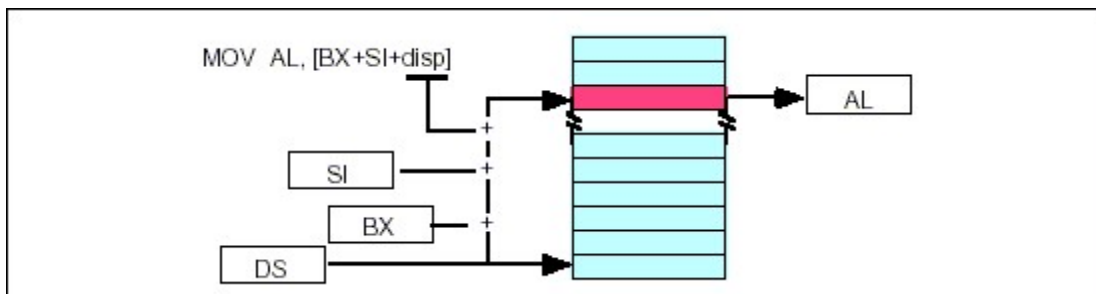 MOV AL, [BX+SI+disp]
AL
+
SI
+
BX
+
DS